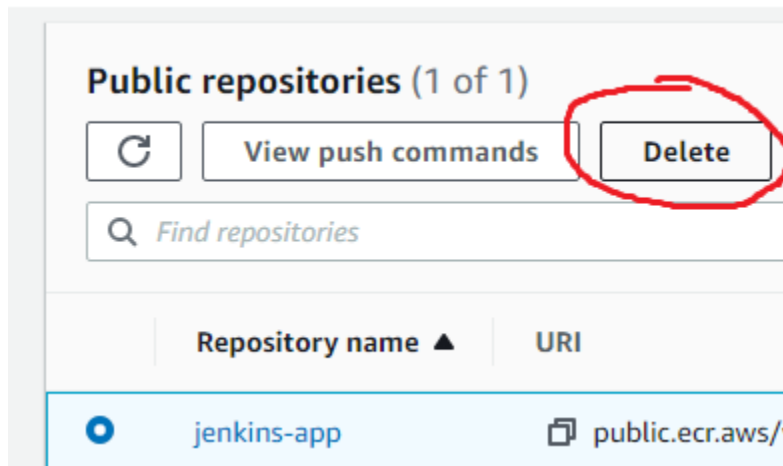 Public repositories (1 of 1)
View push commands Delete
Find repositories
Repository name ▲ URI
jenkins-app public.ecr.aws/